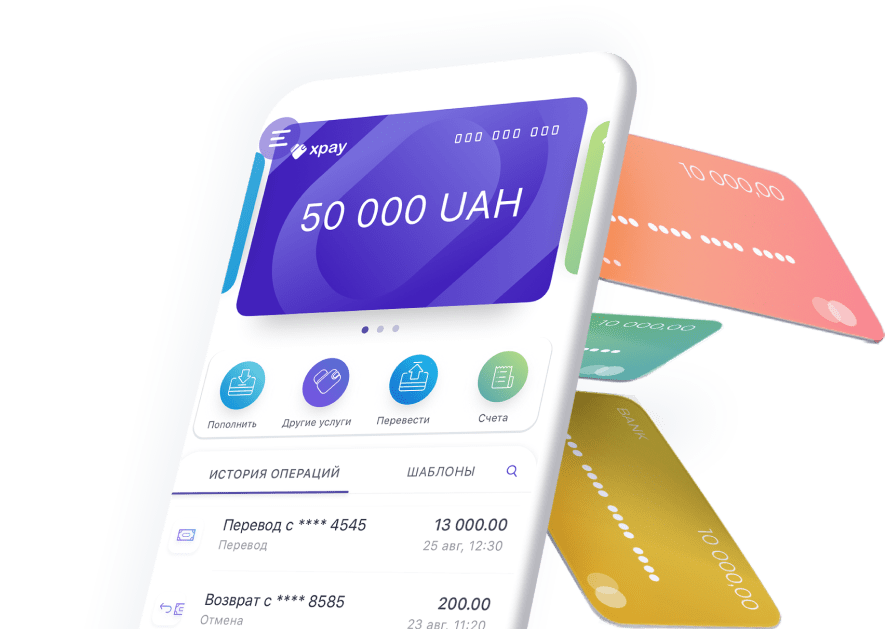 xpay
000 000 000
50 000 UAH
Пополнить
Другие услуги
Перевести
Счета
ИСТОРИЯ ОПЕРАЦИЙ
ШАБЛОНЫ
Перевод с **** 4545
13 000.00
Перевод
25 авг, 12:30
Возврат с **** 8585
200.00
Отмена
23 авг, 11:20
10 000,00
10 000,00
BANK
10 000,00